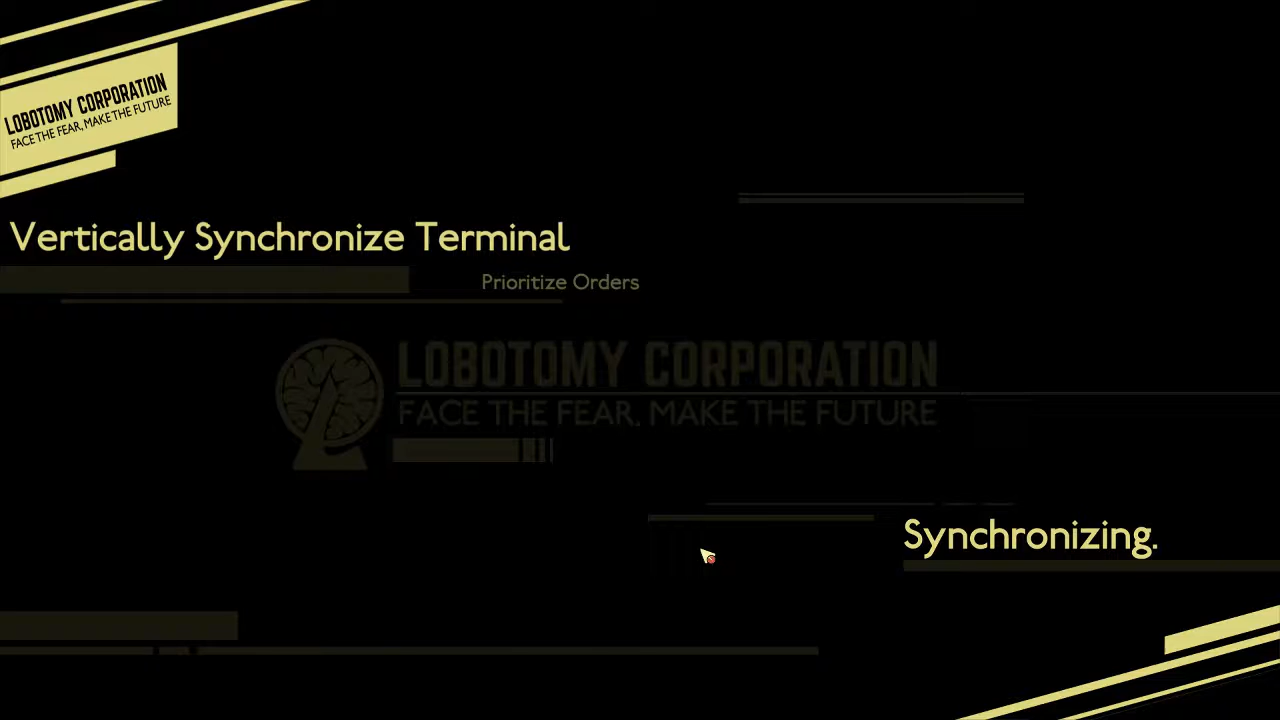 LOBOTOMY CORPORATION
FACE THE FEAR, MAKE THE FUTURE
Vertically Synchronize Terminal
Prioritize Orders
LOBOTOMY CORPORATION
FACE THE FEAR, MAKE THE FUTURE
Synchronizing.